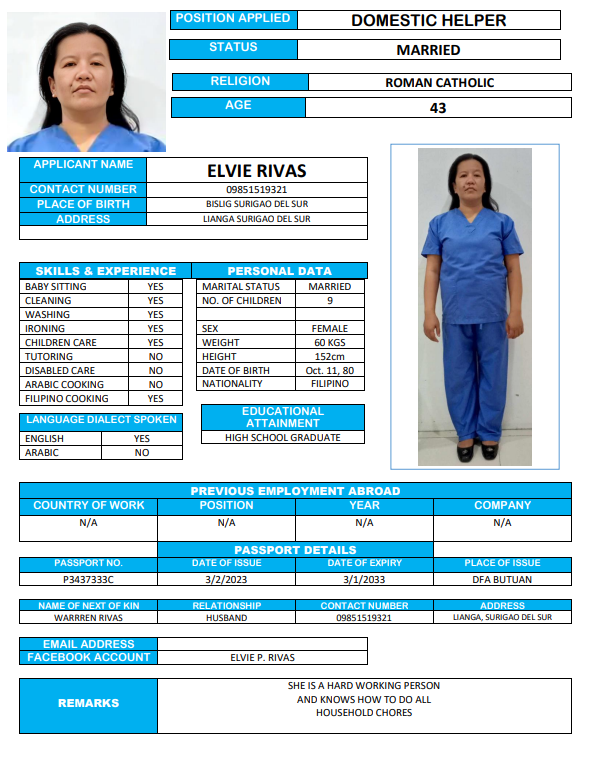 POSITION APPLIED DOMESTIC HELPER
STATUS MARRIED
RELIGION ROMAN CATHOLIC
AGE 43
APPLICANT NAME ELVIE RIVAS
CONTACT NUMBER 09851519321
PLACE OF BIRTH BISLIG SURIGAO DEL SUR
ADDRESS LIANGA SURIGAO DEL SUR
SKILLS & EXPERIENCE PERSONAL DATA
BABY SITTING YES MARITAL STATUS MARRIED
CLEANING YES NO. OF CHILDREN 9
WASHING YES
IRONING YES SEX FEMALE
CHILDREN CARE YES WEIGHT 60 KGS
TUTORING NO HEIGHT 152cm
DISABLED CARE NO DATE OF BIRTH Oct. 11, 80
ARABIC COOKING NO NATIONALITY FILIPINO
FILIPINO COOKING YES
LANGUAGE DIALECT SPOKEN
ENGLISH YES
ARABIC NO
EDUCATIONAL
ATTAINMENT
HIGH SCHOOL GRADUATE
PREVIOUS EMPLOYMENT ABROAD
COUNTRY OF WORK POSITION YEAR COMPANY
N/A N/A N/A N/A
PASSPORT DETAILS
PASSPORT NO. DATE OF ISSUE DATE OF EXPIRY PLACE OF ISSUE
P3437333C 3/2/2023 3/1/2033 DFA BUTUAN
NAME OF NEXT OF KIN RELATIONSHIP CONTACT NUMBER ADDRESS
WARRREN RIVAS HUSBAND 09851519321 LIANGA, SURIGAO DEL SUR
EMAIL ADDRESS
FACEBOOK ACCOUNT ELVIE P. RIVAS
REMARKS
SHE IS A HARD WORKING PERSON
AND KNOWS HOW TO DO ALL
HOUSEHOLD CHORES